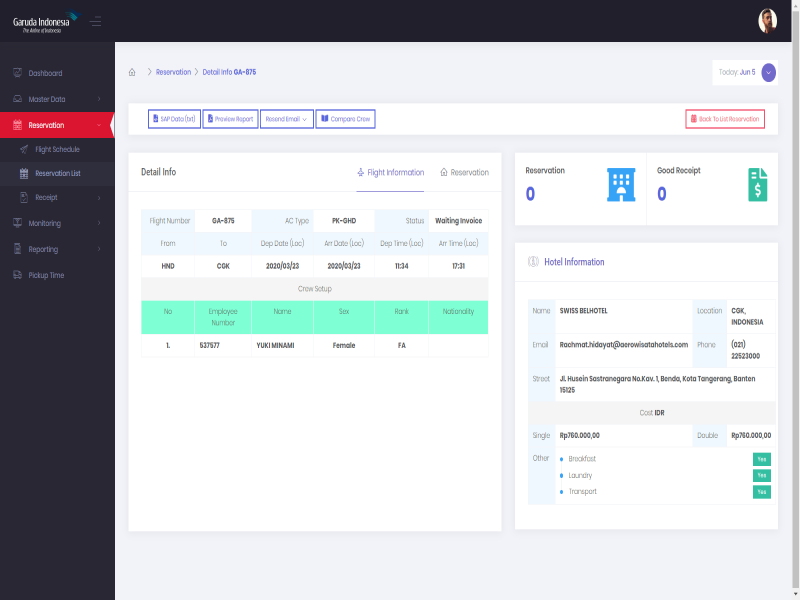 Garuda Indonesia
The Airline of Indonesia
Dashboard
Master Data
Reservation
Flight Schedule
Reservation List
Receipt
Monitoring
Reporting
Pickup Time
Reservation Detail Info GA-875
Today: Jun 5
SAP Data (txt) Preview Report Resend Email Compare Crew
Back To List Reservation
Detail Info
Flight Information Reservation
Flight Number GA-875 AC Type PK-GHD Status Waiting Invoice
From To Dep Date (Loc) Arr Date (Loc) Dep Time (Loc) Arr Time (Loc)
HND CGK 2020/03/23 2020/03/23 11:34 17:31
Crew Setup
No Employee Number Name Sex Rank Nationality
1. 527577 YUKI MINAMI Female FA
Reservation
0
Good Receipt
0
Hotel Information
Name SWISS BELHOTEL Location CGK, INDONESIA
Email Rachmat.hidayat@aerowisatahotels.com Phone (021) 22523000
Street Jl. Husein Sastranegara No.Kav. 1, Benda, Kota Tangerang, Banten
15125
Cost IDR
Single Rp760.000,00 Double Rp760.000,00
Other Breakfast Yes
Laundry Yes
Transport Yes